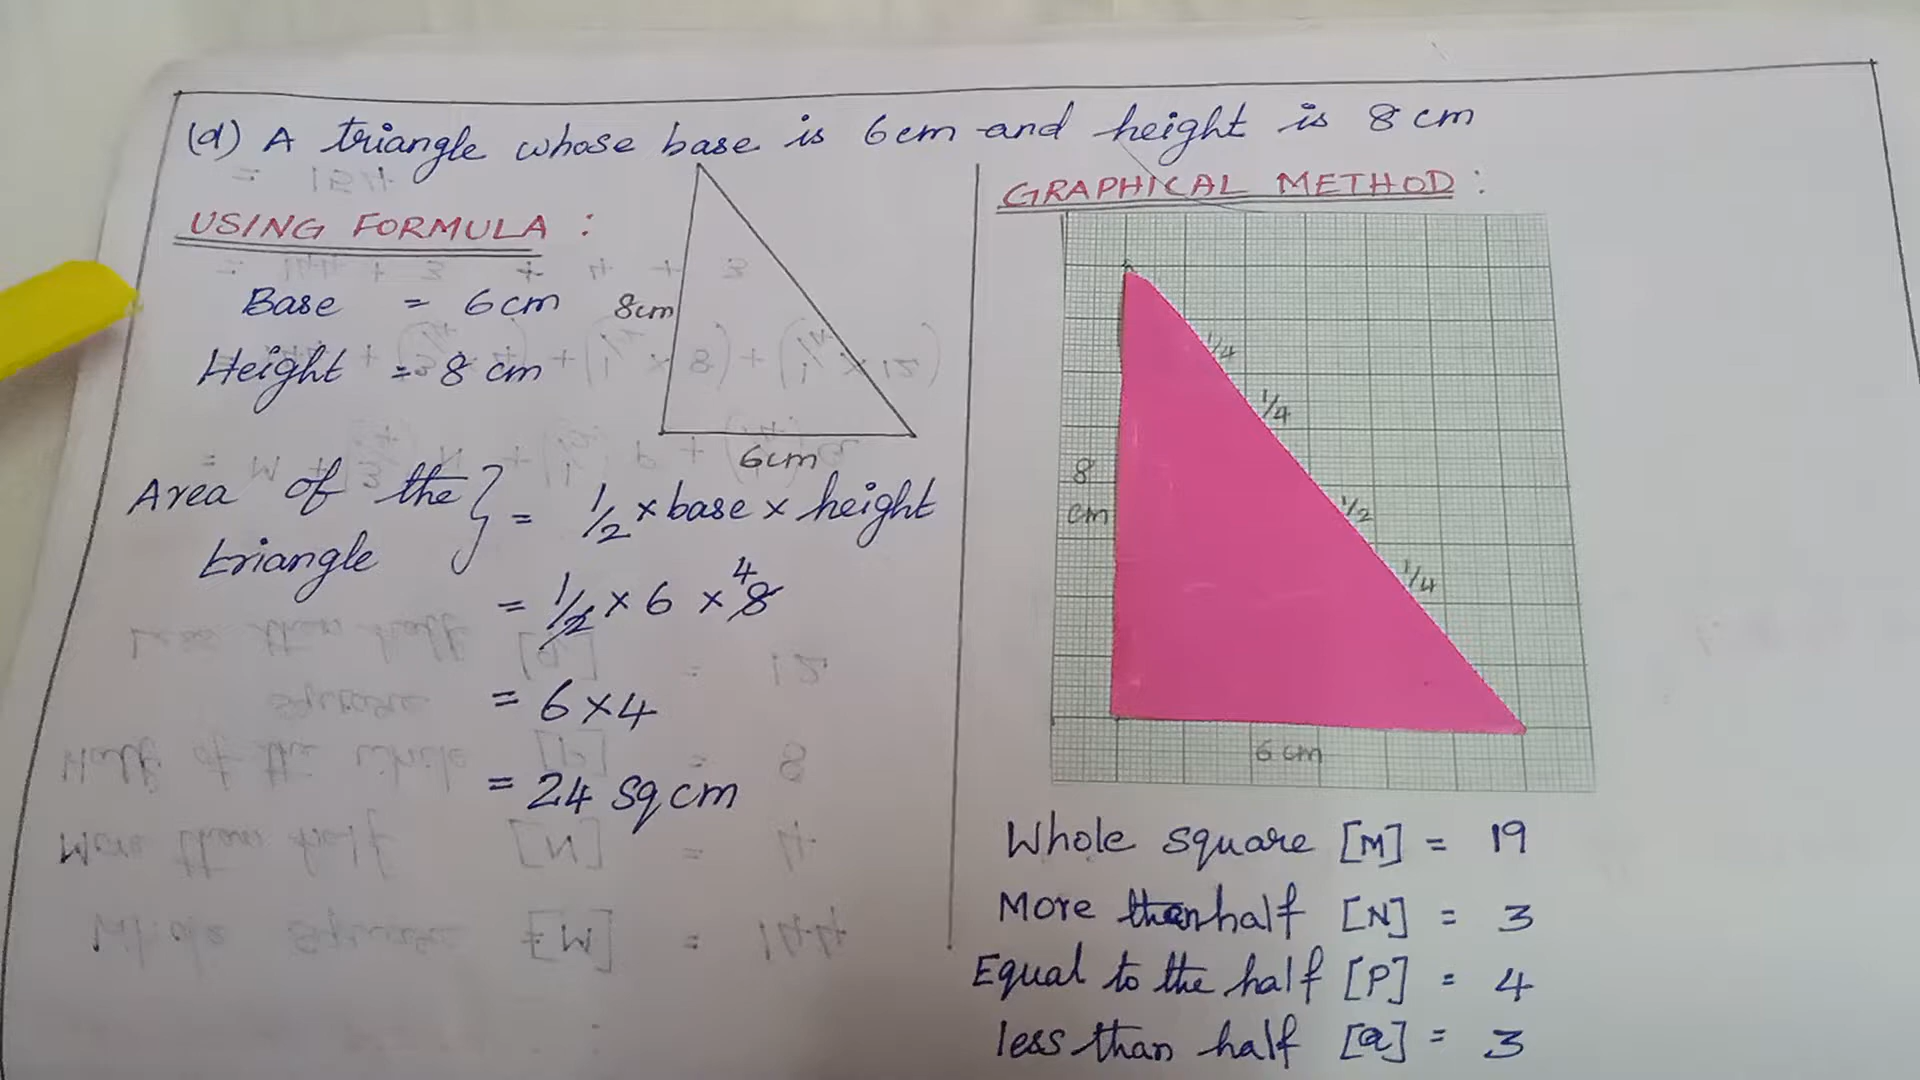 (d) A triangle whose base is 6cm and height is 8 cm
USING FORMULA :
Base = 6cm
Height = 8 cm
8cm
6cm
Area of the triangle } = 1/2 × base × height
= 1/2 × 6 × 8 4
= 6 × 4
= 24 sq cm
GRAPHICAL METHOD :
1/4
1/4
1/2
1/4
8 cm
6 cm
Whole square [M] = 19
More than half [N] = 3
Equal to the half [P] = 4
less than half [Q] = 3